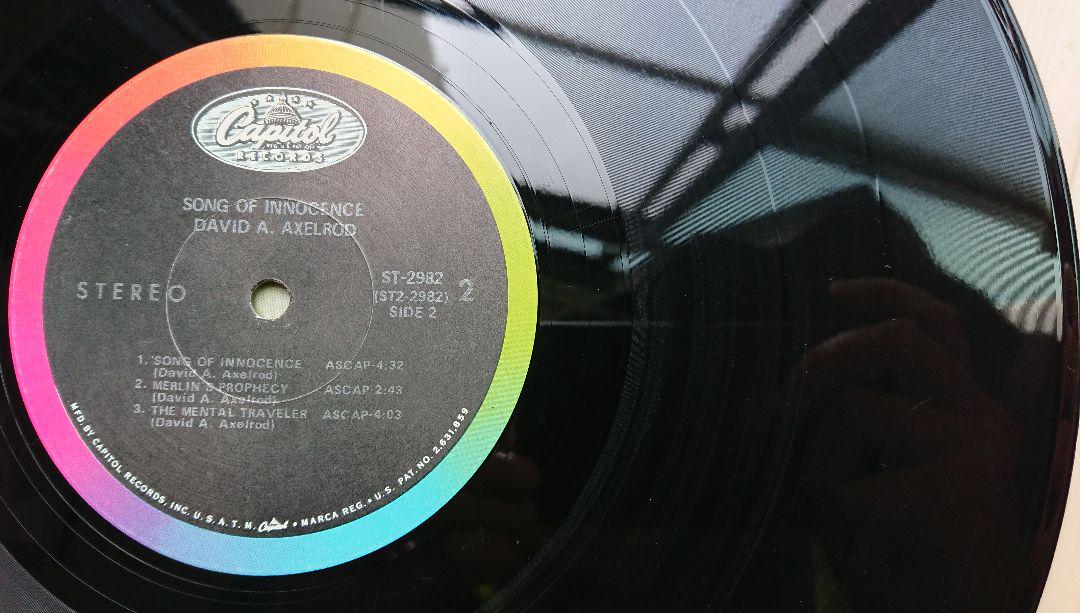 Capitol
RECORDS
SONG OF INNOCENCE
DAVID A. AXELROD
STEREO
ST-2982
(ST2-2982) 2
SIDE 2
1. SONG OF INNOCENCE ASCAP-4:32
(David A. Axelrod)
2. MERLIN'S PROPHECY ASCAP-2:43
(David A. Axelrod)
3. THE MENTAL TRAVELER ASCAP-4:03
(David A. Axelrod)
MFD. BY CAPITOL RECORDS, INC. U.S.A. T.M. Capitol • MARCA REG. • U.S. PAT. NO. 2,631,859